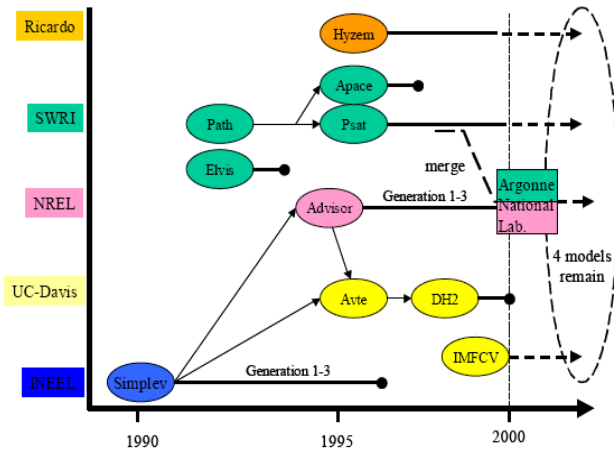 Ricardo
Hyzem
Apace
SWRI
Path
Psat
Elvis
merge
Argonne
National
Lab.
NREL
Advisor
Generation 1-3
4 models
remain
UC-Davis
Avte
DH2
IMFCV
INEEL
Simplev
Generation 1-3
1990
1995
2000